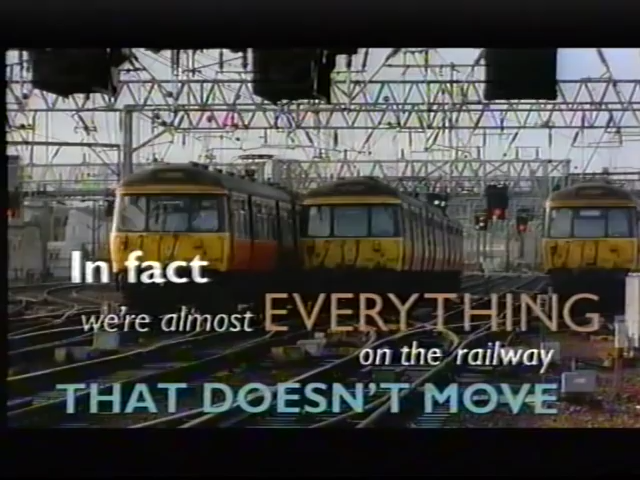 In fact
we're almost EVERYTHING
on the railway
THAT DOESN'T MOVE